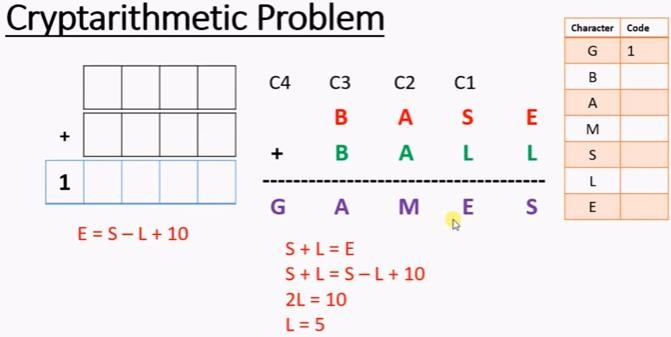 Cryptarithmetic Problem
Character Code
G 1
B
A
M
S
L
E
C4 C3 C2 C1
B A S E
+ B A L L
G A M E S
+
1
E = S – L + 10
S + L = E
S + L = S – L + 10
2L = 10
L = 5